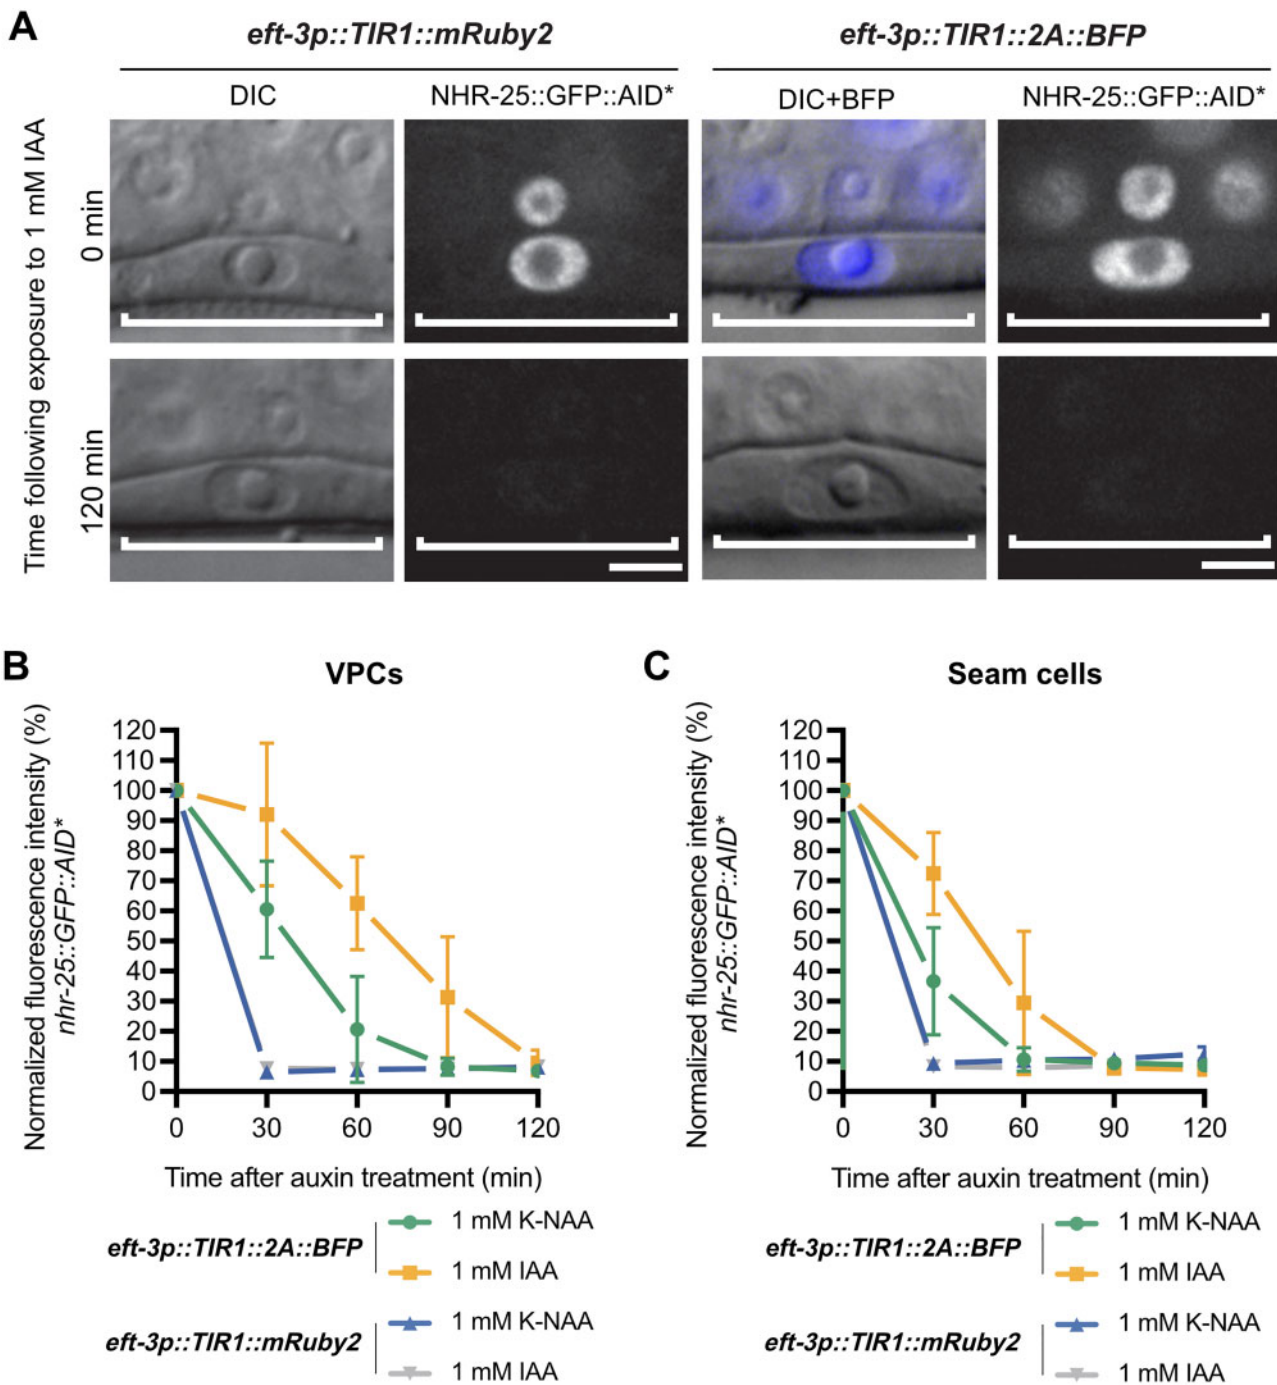 A
eft-3p::TIR1::mRuby2
eft-3p::TIR1::2A::BFP
DIC
NHR-25::GFP::AID*
DIC+BFP
NHR-25::GFP::AID*
Time following exposure to 1 mM IAA
0 min
120 min
B
VPCs
Normalized fluorescence intensity (%)
nhr-25::GFP::AID*
120
110
100
90
80
70
60
50
40
30
20
10
0
0 30 60 90 120
Time after auxin treatment (min)
eft-3p::TIR1::2A::BFP
1 mM K-NAA
1 mM IAA
eft-3p::TIR1::mRuby2
1 mM K-NAA
1 mM IAA
C
Seam cells
Normalized fluorescence intensity (%)
nhr-25::GFP::AID*
120
110
100
90
80
70
60
50
40
30
20
10
0
0 30 60 90 120
Time after auxin treatment (min)
eft-3p::TIR1::2A::BFP
1 mM K-NAA
1 mM IAA
eft-3p::TIR1::mRuby2
1 mM K-NAA
1 mM IAA